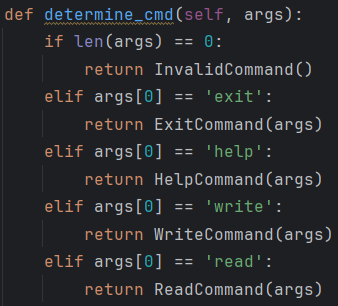 def determine_cmd(self, args):
    if len(args) == 0:
        return InvalidCommand()
    elif args[0] == 'exit':
        return ExitCommand(args)
    elif args[0] == 'help':
        return HelpCommand(args)
    elif args[0] == 'write':
        return WriteCommand(args)
    elif args[0] == 'read':
        return ReadCommand(args)